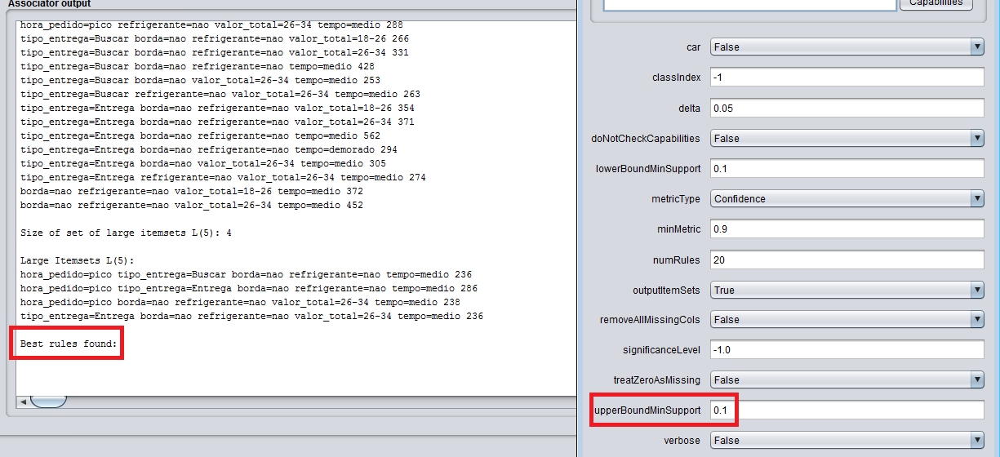 Associator output
hora_pedido=pico refrigerante=nao valor_total=26-34 tempo=medio 288
tipo_entrega=Buscar borda=nao refrigerante=nao valor_total=18-26 266
tipo_entrega=Buscar borda=nao refrigerante=nao valor_total=26-34 331
tipo_entrega=Buscar borda=nao refrigerante=nao tempo=medio 428
tipo_entrega=Buscar borda=nao valor_total=26-34 tempo=medio 253
tipo_entrega=Buscar refrigerante=nao valor_total=26-34 tempo=medio 263
tipo_entrega=Entrega borda=nao refrigerante=nao valor_total=18-26 354
tipo_entrega=Entrega borda=nao refrigerante=nao valor_total=26-34 371
tipo_entrega=Entrega borda=nao refrigerante=nao tempo=medio 562
tipo_entrega=Entrega borda=nao refrigerante=nao tempo=demorado 294
tipo_entrega=Entrega borda=nao valor_total=26-34 tempo=medio 305
tipo_entrega=Entrega refrigerante=nao valor_total=26-34 tempo=medio 274
borda=nao refrigerante=nao valor_total=18-26 tempo=medio 372
borda=nao refrigerante=nao valor_total=26-34 tempo=medio 452
Size of set of large itemsets L(5): 4
Large Itemsets L(5):
hora_pedido=pico tipo_entrega=Buscar borda=nao refrigerante=nao tempo=medio 236
hora_pedido=pico tipo_entrega=Entrega borda=nao refrigerante=nao tempo=medio 286
hora_pedido=pico borda=nao refrigerante=nao valor_total=26-34 tempo=medio 238
tipo_entrega=Entrega borda=nao refrigerante=nao valor_total=26-34 tempo=medio 236
Best rules found:
Capabilities
car False
classIndex -1
delta 0.05
doNotCheckCapabilities False
lowerBoundMinSupport 0.1
metricType Confidence
minMetric 0.9
numRules 20
outputItemSets True
removeAllMissingCols False
significanceLevel -1.0
treatZeroAsMissing False
upperBoundMinSupport 0.1
verbose False